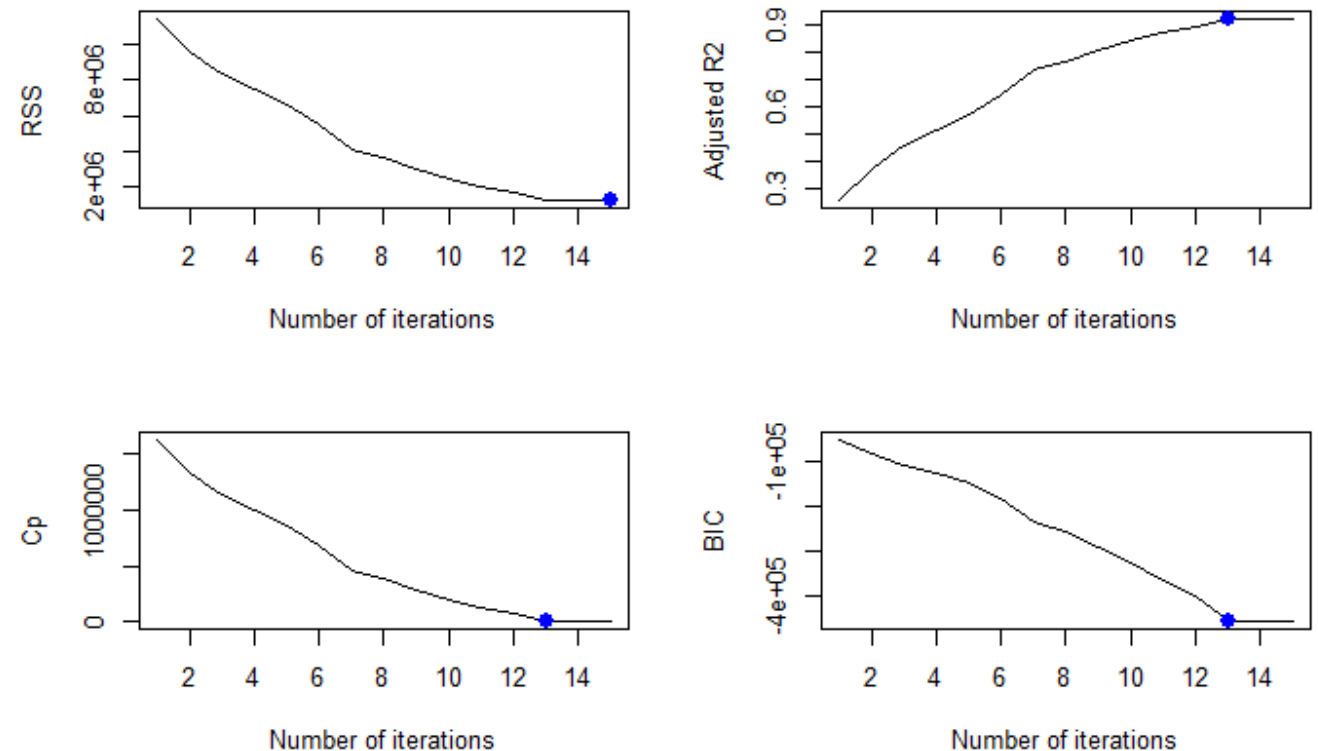 RSS
2e+06 8e+06
2 4 6 8 10 12 14
Number of iterations
Adjusted R2
0.3 0.6 0.9
2 4 6 8 10 12 14
Number of iterations
Cp
0 1000000
2 4 6 8 10 12 14
Number of iterations
BIC
-4e+05 -1e+05
2 4 6 8 10 12 14
Number of iterations